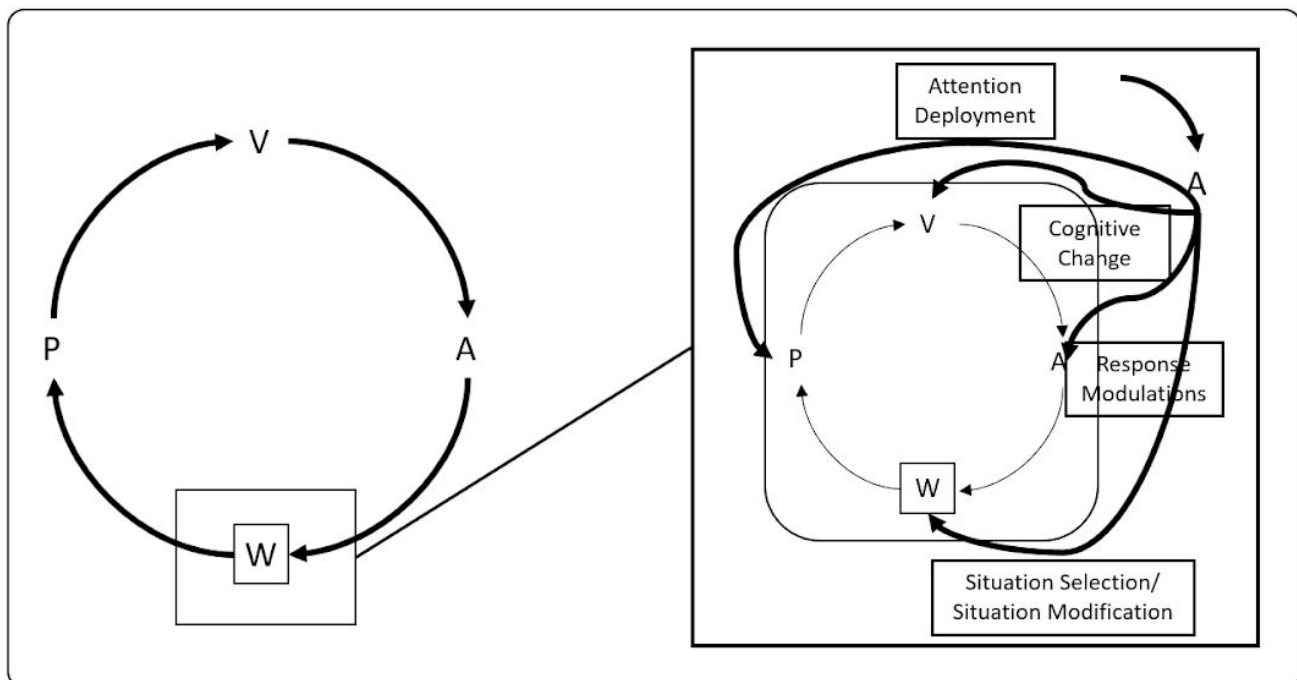 V
P
A
W
Attention
Deployment
A
V
Cognitive
Change
P
A
Response
Modulations
W
Situation Selection/
Situation Modification